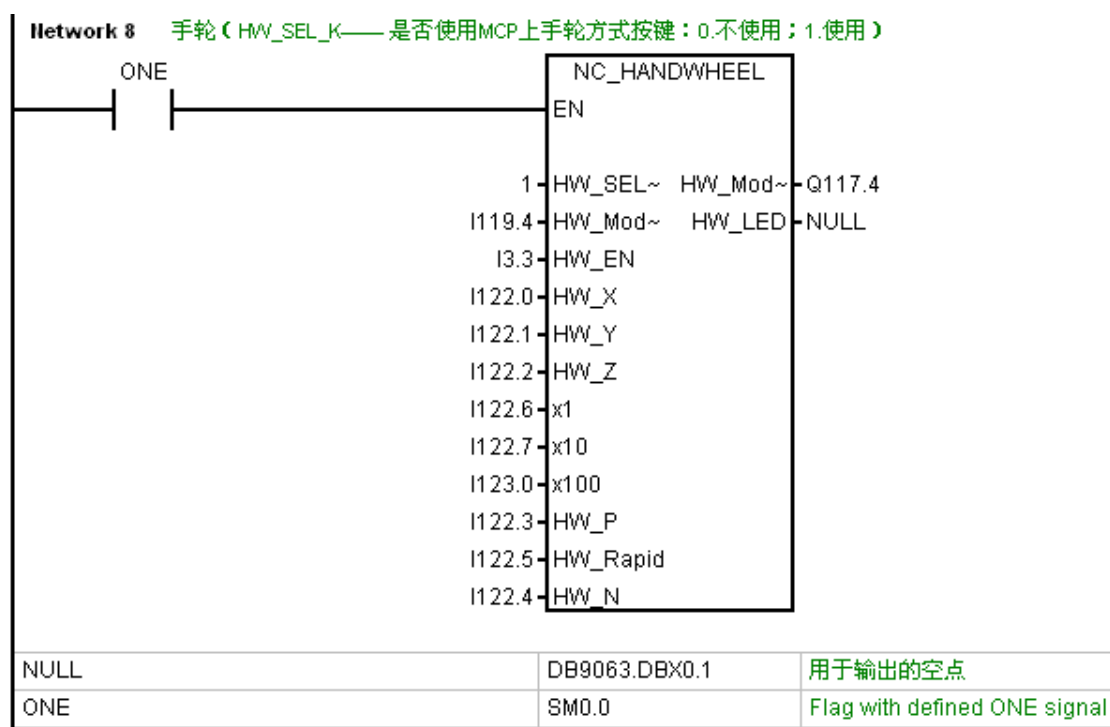 Network 8 手轮 ( HW_SEL_K—— 是否使用MCP上手轮方式按键：0.不使用；1.使用 )
ONE NC_HANDWHEEL
EN
1 HW_SEL~ HW_Mod~ Q117.4
I119.4 HW_Mod~ HW_LED NULL
I3.3 HW_EN
I122.0 HW_X
I122.1 HW_Y
I122.2 HW_Z
I122.6 x1
I122.7 x10
I123.0 x100
I122.3 HW_P
I122.5 HW_Rapid
I122.4 HW_N
NULL DB9063.DBX0.1 用于输出的空点
ONE SM0.0 Flag with defined ONE signal